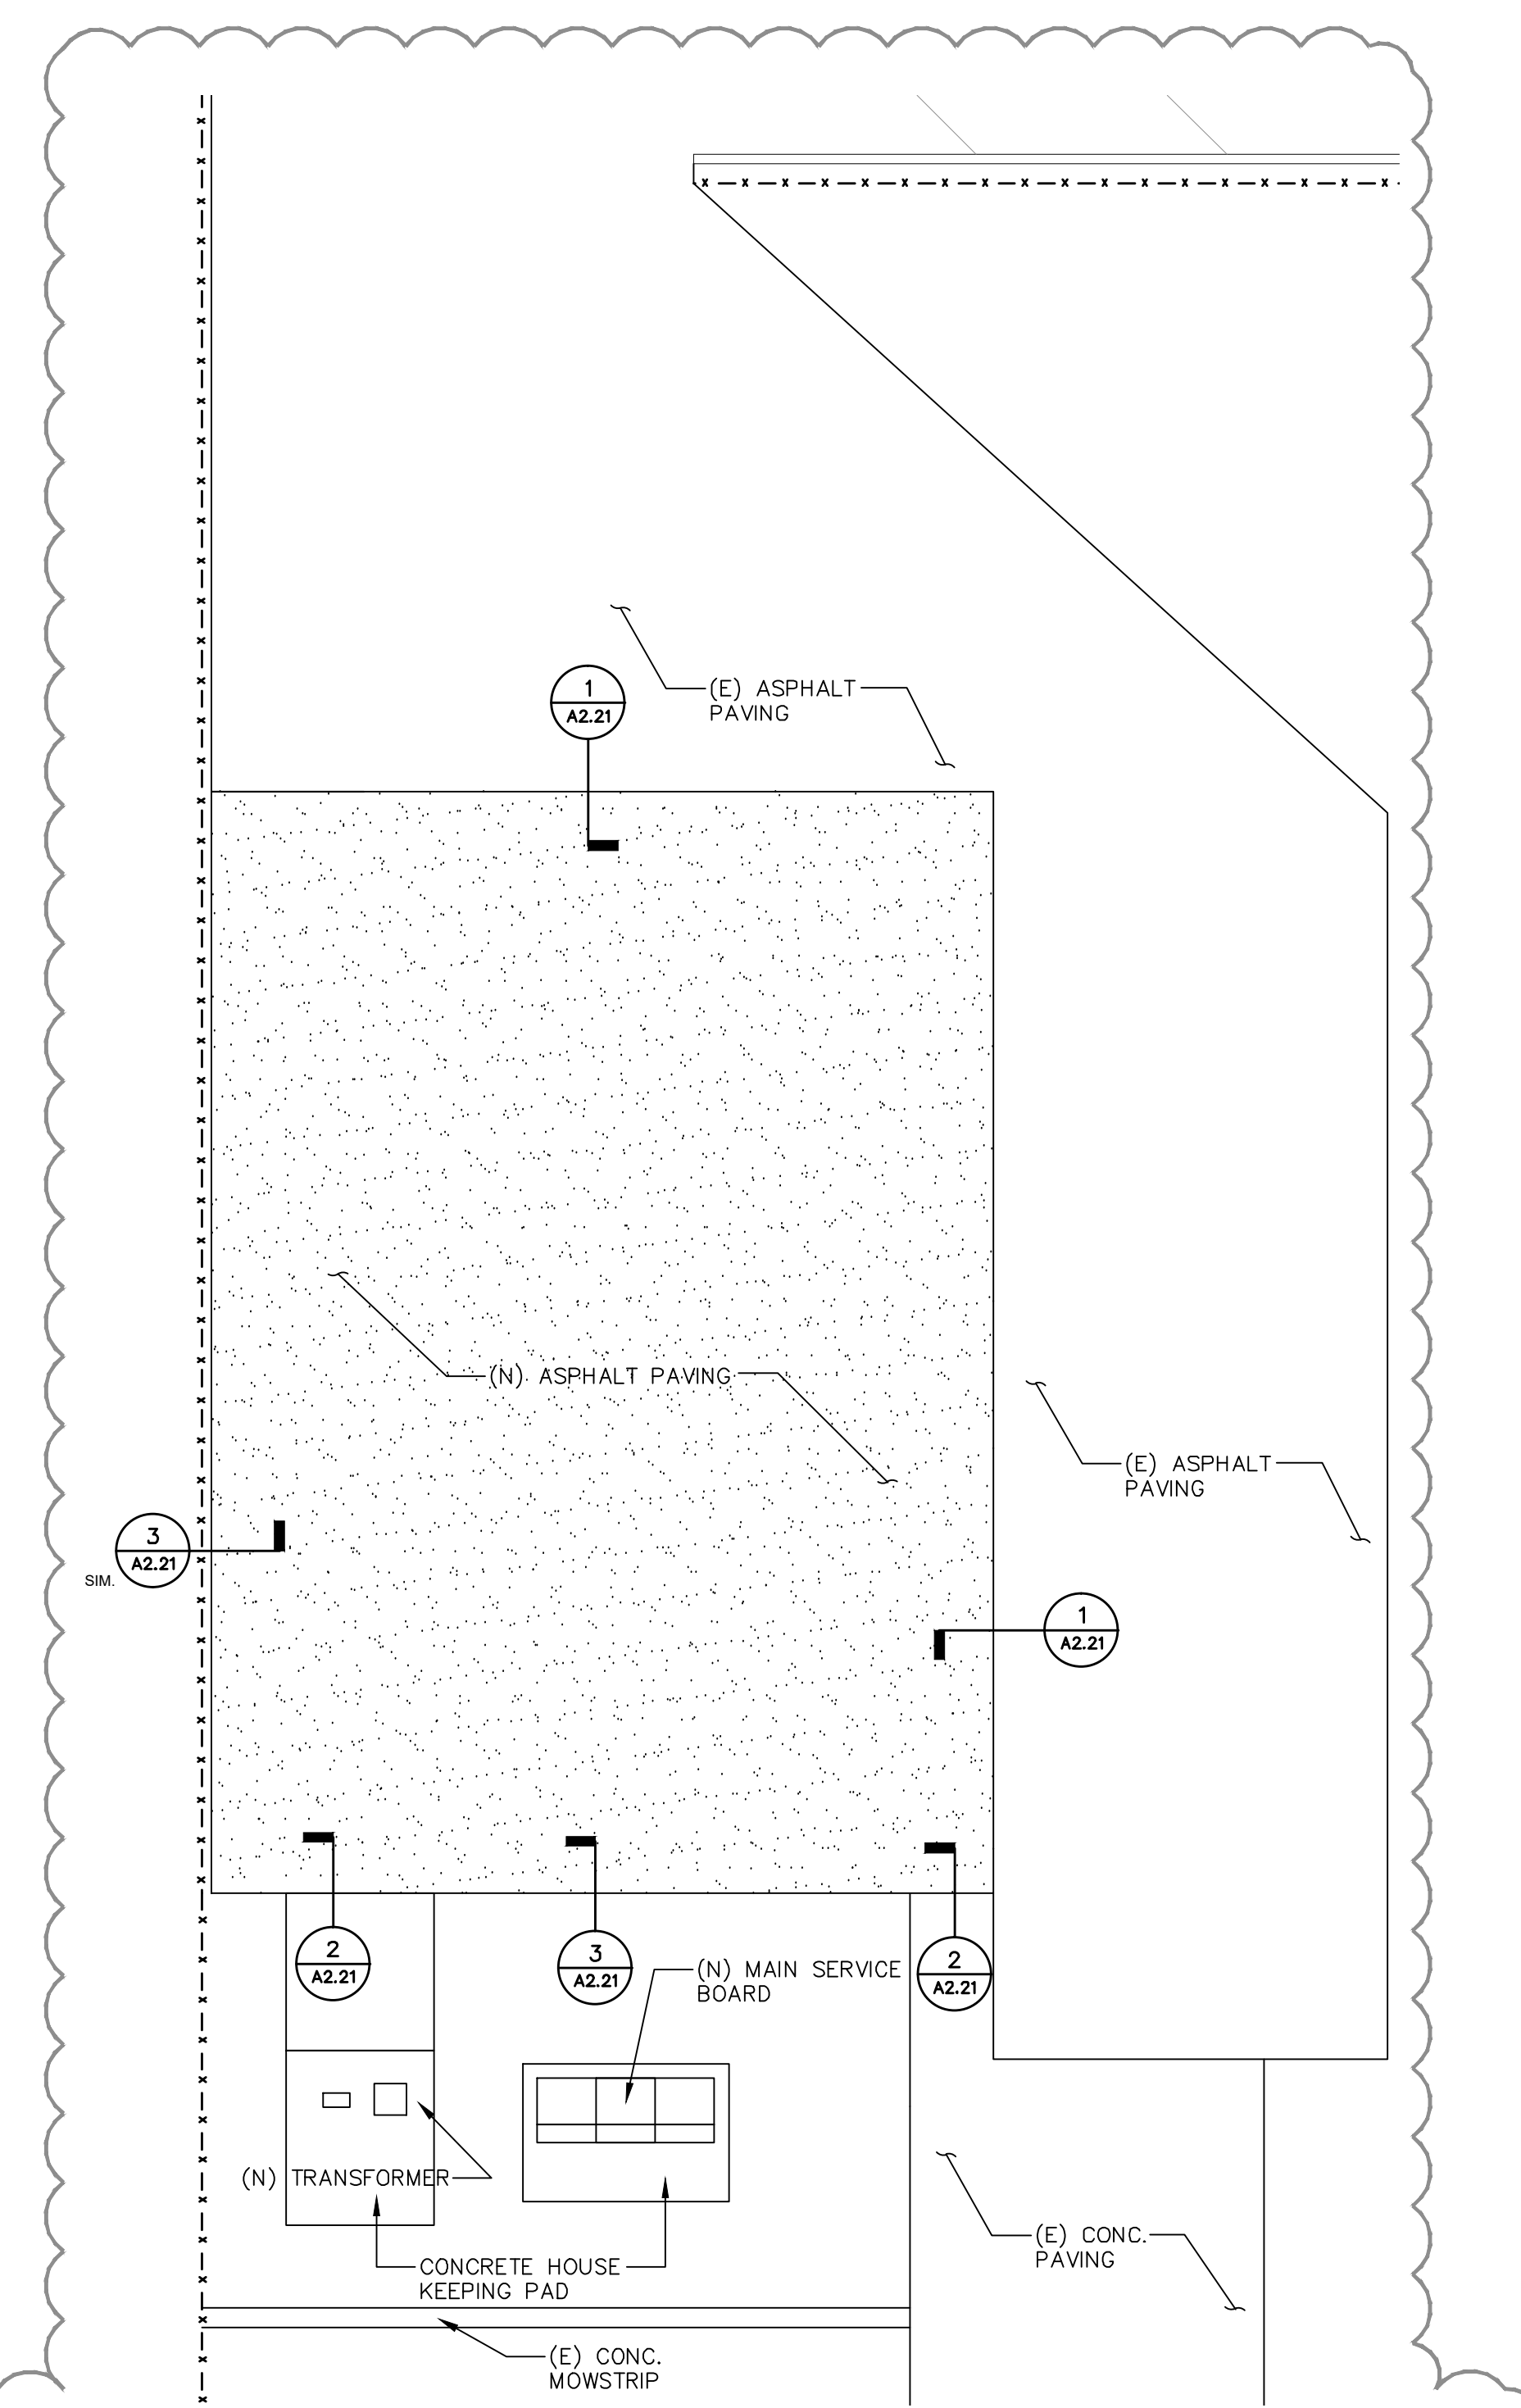 1
A2.21
(E) ASPHALT
PAVING
(N) ASPHALT PAVING
(E) ASPHALT
PAVING
3
A2.21
SIM.
1
A2.21
2
A2.21
3
A2.21
2
A2.21
(N) MAIN SERVICE
BOARD
(N) TRANSFORMER
(E) CONC.
PAVING
CONCRETE HOUSE
KEEPING PAD
(E) CONC.
MOWSTRIP